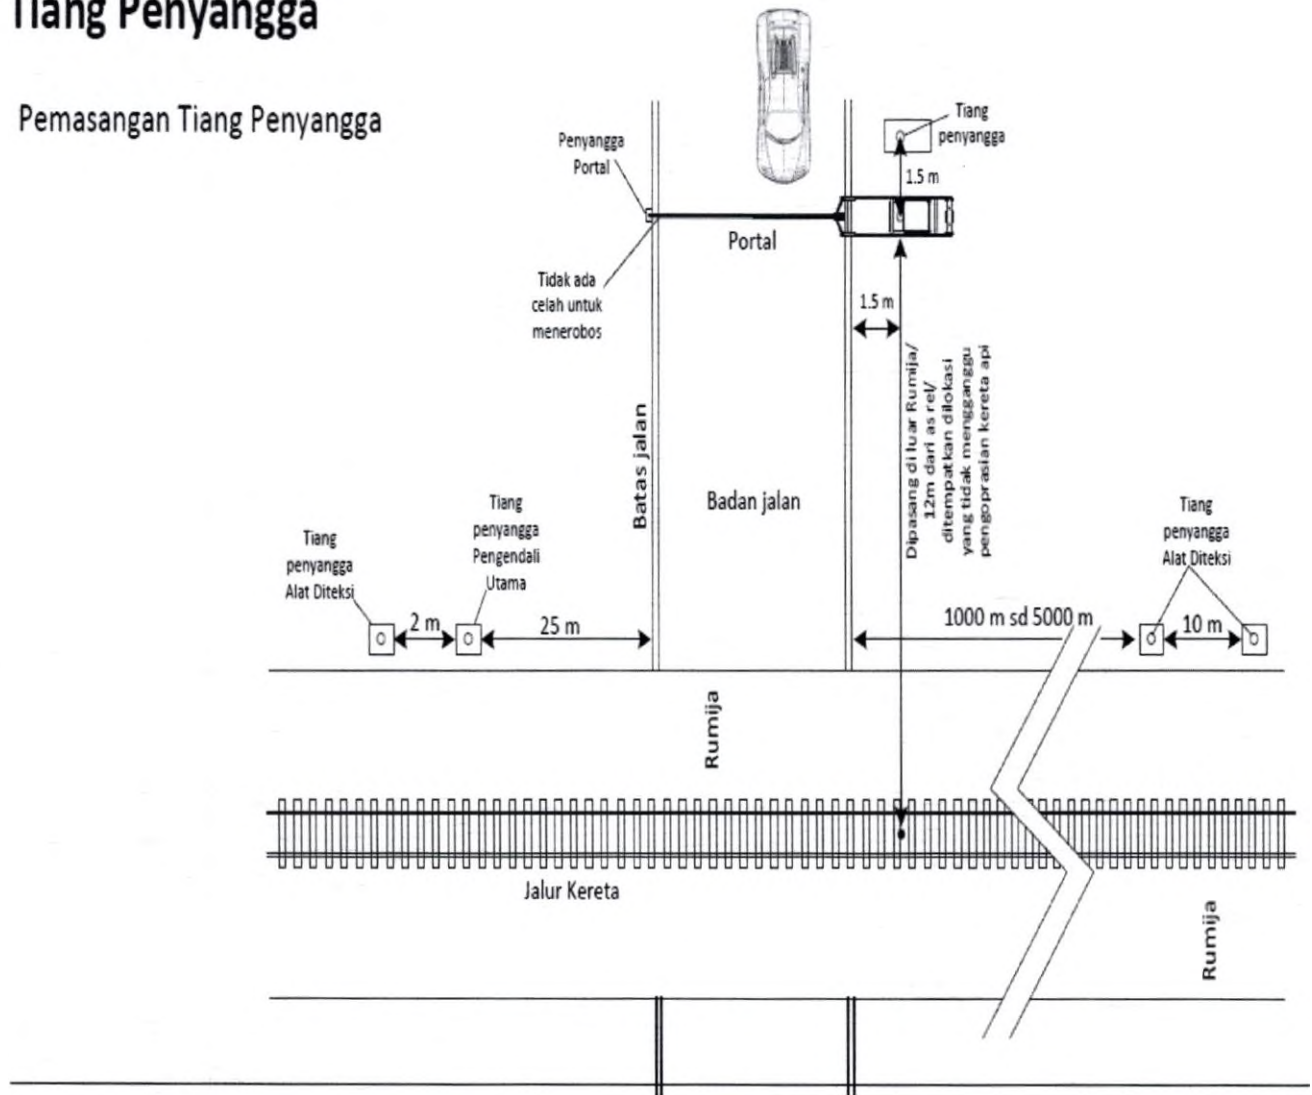 Tiang Penyangga
Pemasangan Tiang Penyangga
Penyangga
Portal
Tiang
penyangga
1.5 m
Portal
Tidak ada
celah untuk
menerobos
1.5 m
Dipasang di luar Rumija/
12m dari as rel/
ditempatkan dilokasi
yang tidak mengganggu
pengoprasian kereta api
Batas jalan
Badan jalan
Tiang
penyangga
Alat Diteksi
Tiang
penyangga
Pengendali
Utama
Tiang
penyangga
Alat Diteksi
2 m
25 m
1000 m sd 5000 m
10 m
Rumija
Jalur Kereta
Rumija